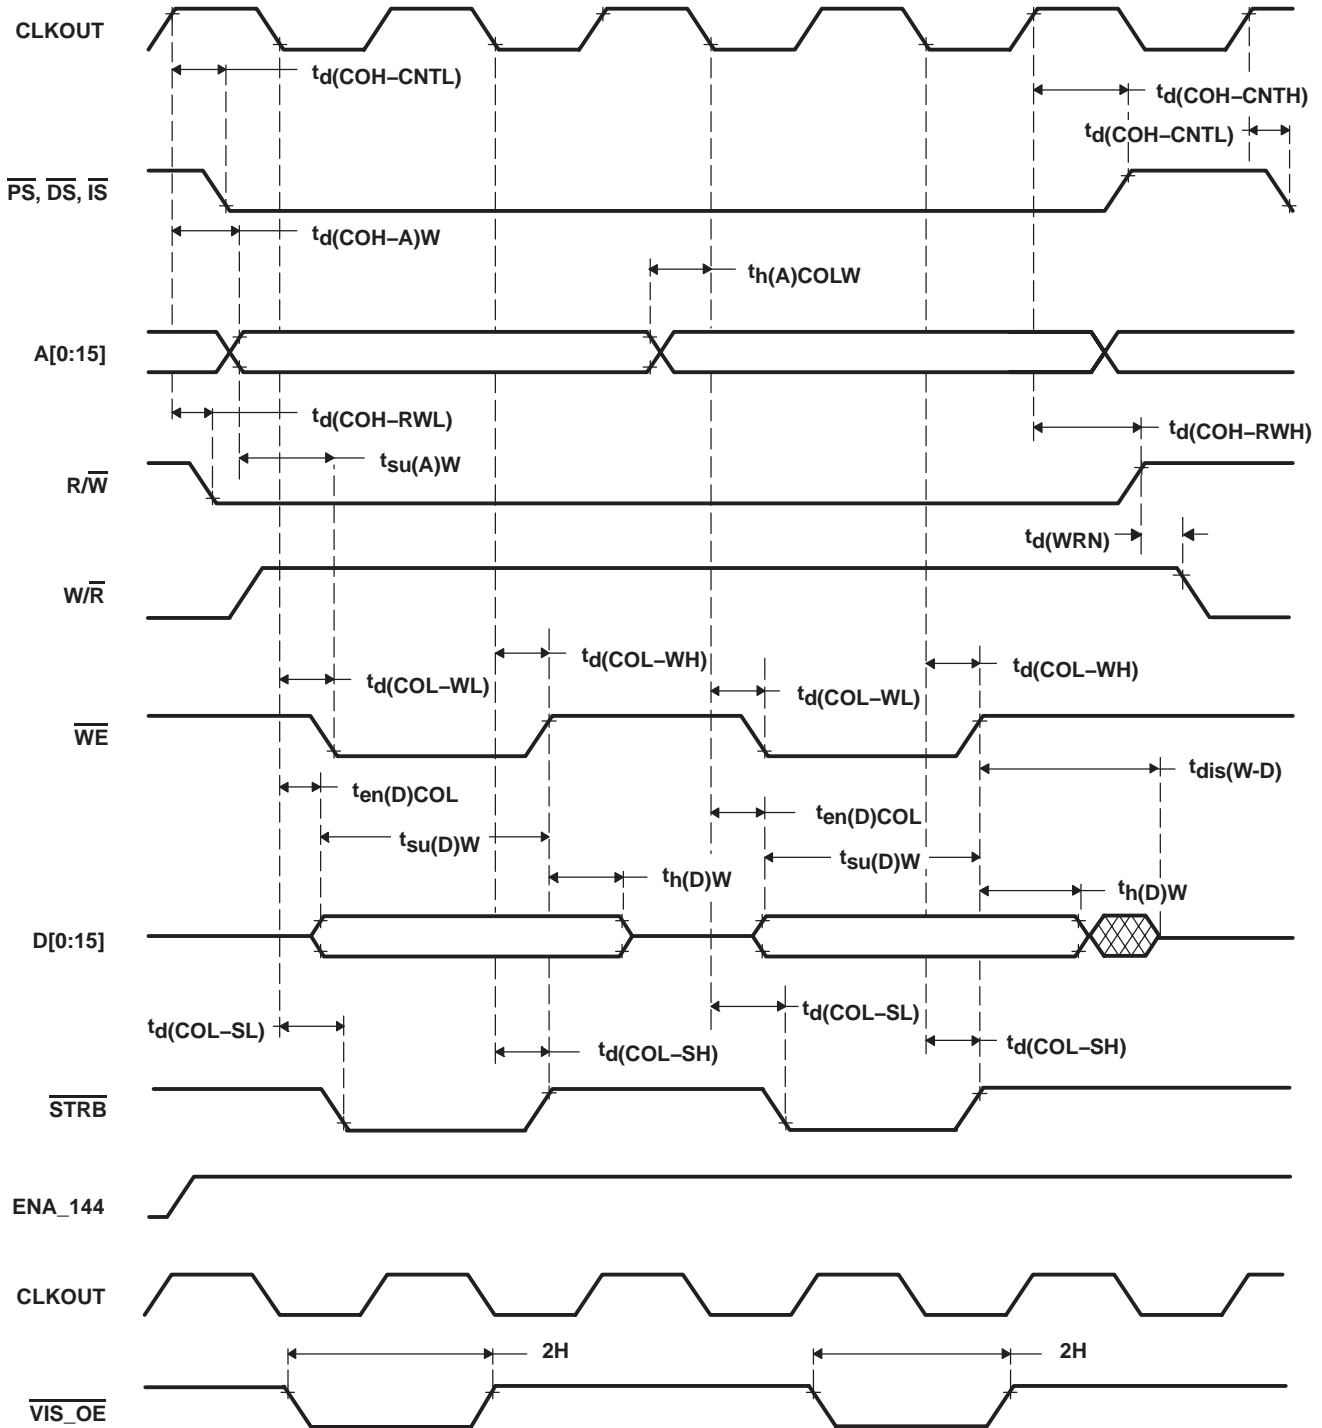 CLKOUT
td(COH–CNTL)
td(COH–CNTH)
td(COH–CNTL)
PS, DS, IS
td(COH–A)W
th(A)COLW
A[0:15]
td(COH–RWL)
td(COH–RWH)
tsu(A)W
R/W
td(WRN)
W/R
td(COL–WH)
td(COL–WH)
td(COL–WL)
td(COL–WL)
WE
tdis(W-D)
ten(D)COL
ten(D)COL
tsu(D)W
tsu(D)W
th(D)W
th(D)W
D[0:15]
td(COL–SL)
td(COL–SL)
td(COL–SH)
td(COL–SH)
STRB
ENA_144
CLKOUT
2H
2H
VIS_OE